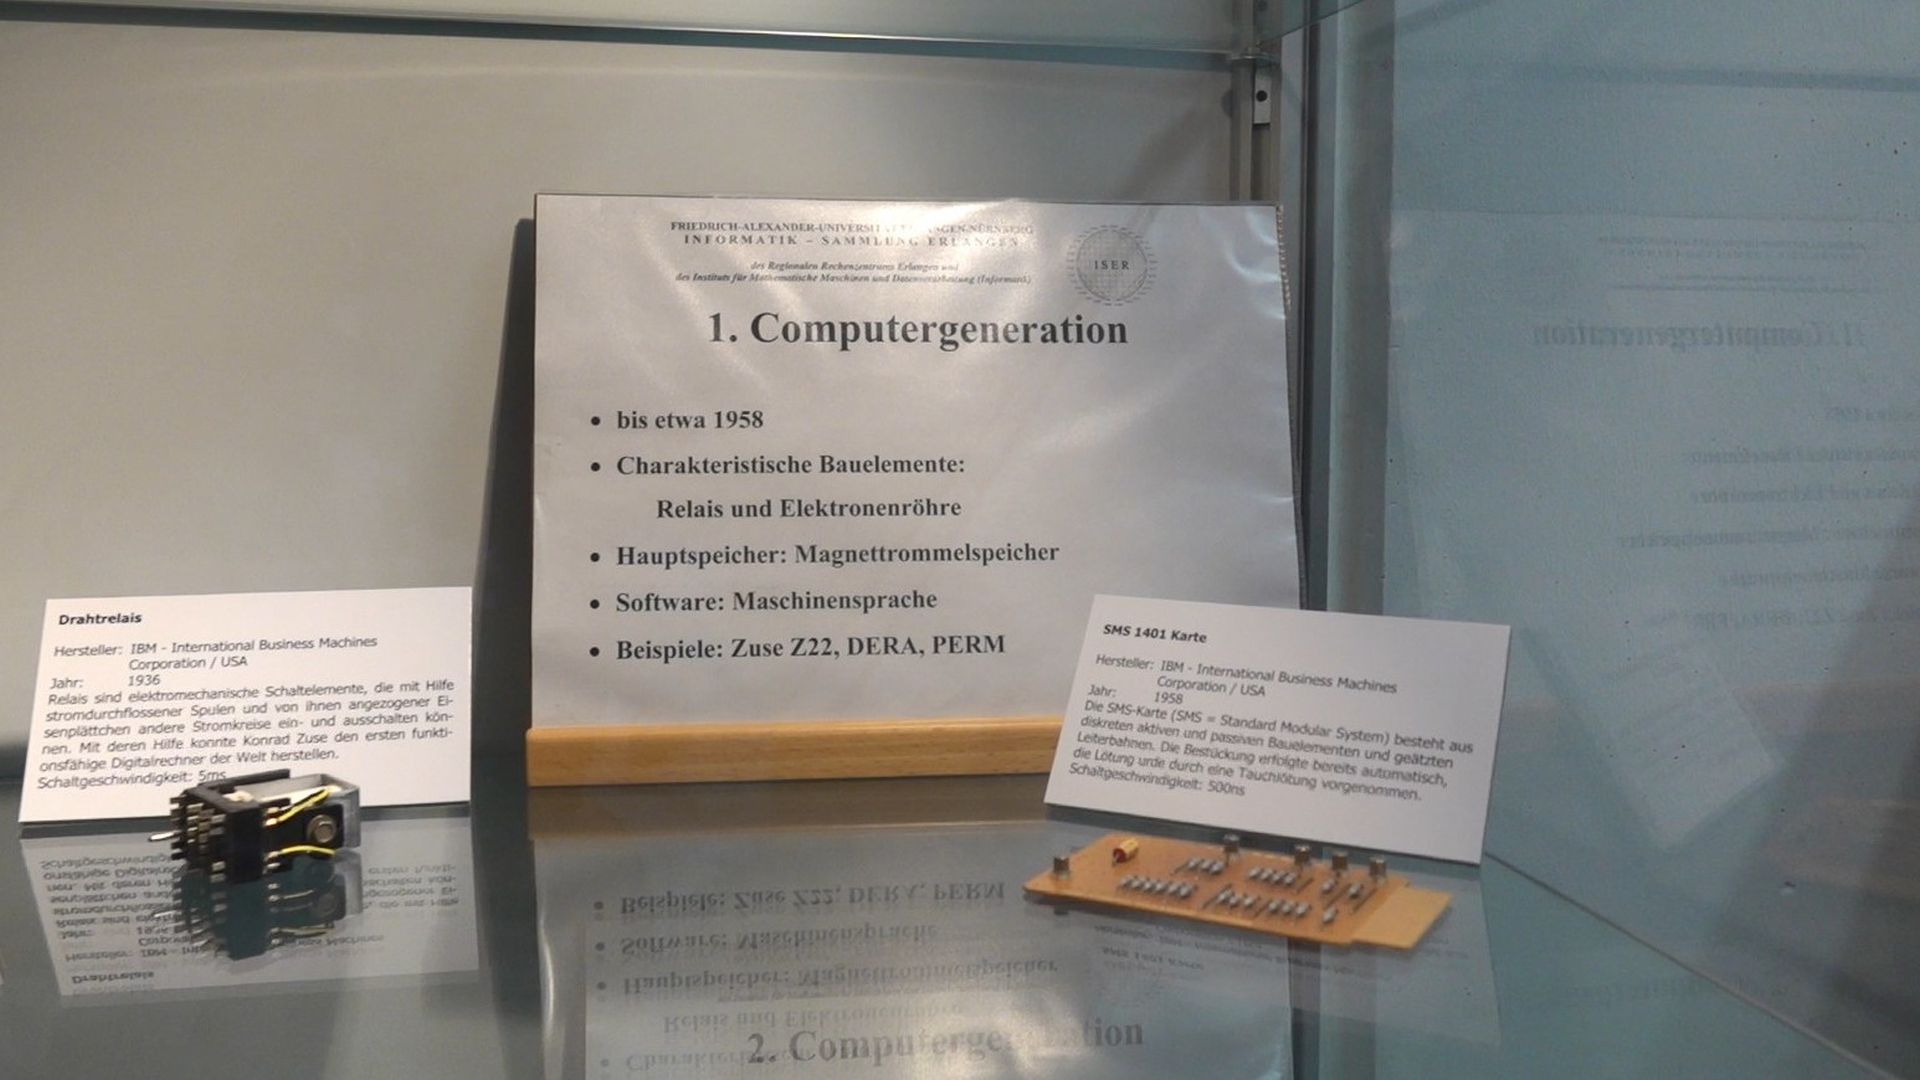 FRIEDRICH-ALEXANDER-UNIVERSI GEN-NÜRNBERG
INFORMATIK – SAMMLUNG ERLANGEN
des Regionalen Rechenzentrums Erlangen und
des Instituts für Mathematische Maschinen und Datenverarbeitung (Informatik)
ISER
1. Computergeneration
• bis etwa 1958
• Charakteristische Bauelemente:
Relais und Elektronenröhre
• Hauptspeicher: Magnettrommelspeicher
• Software: Maschinensprache
• Beispiele: Zuse Z22, DERA, PERM
Drahtrelais
Hersteller: IBM - International Business Machines
Corporation / USA
Jahr: 1936
Relais sind elektromechanische Schaltelemente, die mit Hilfe
stromdurchflossener Spulen und von ihnen angezogener Ei-
senplättchen andere Stromkreise ein- und ausschalten kön-
nen. Mit deren Hilfe konnte Konrad Zuse den ersten funkti-
onsfähige Digitalrechner der Welt herstellen.
Schaltgeschwindigkeit: 5ms
SMS 1401 Karte
Hersteller: IBM - International Business Machines
Corporation / USA
Jahr: 1958
Die SMS-Karte (SMS = Standard Modular System) besteht aus
diskreten aktiven und passiven Bauelementen und geätzten
Leiterbahnen. Die Bestückung erfolgte bereits automatisch,
die Lötung urde durch eine Tauchlötung vorgenommen.
Schaltgeschwindigkeit: 500ns
2. Computergeneration